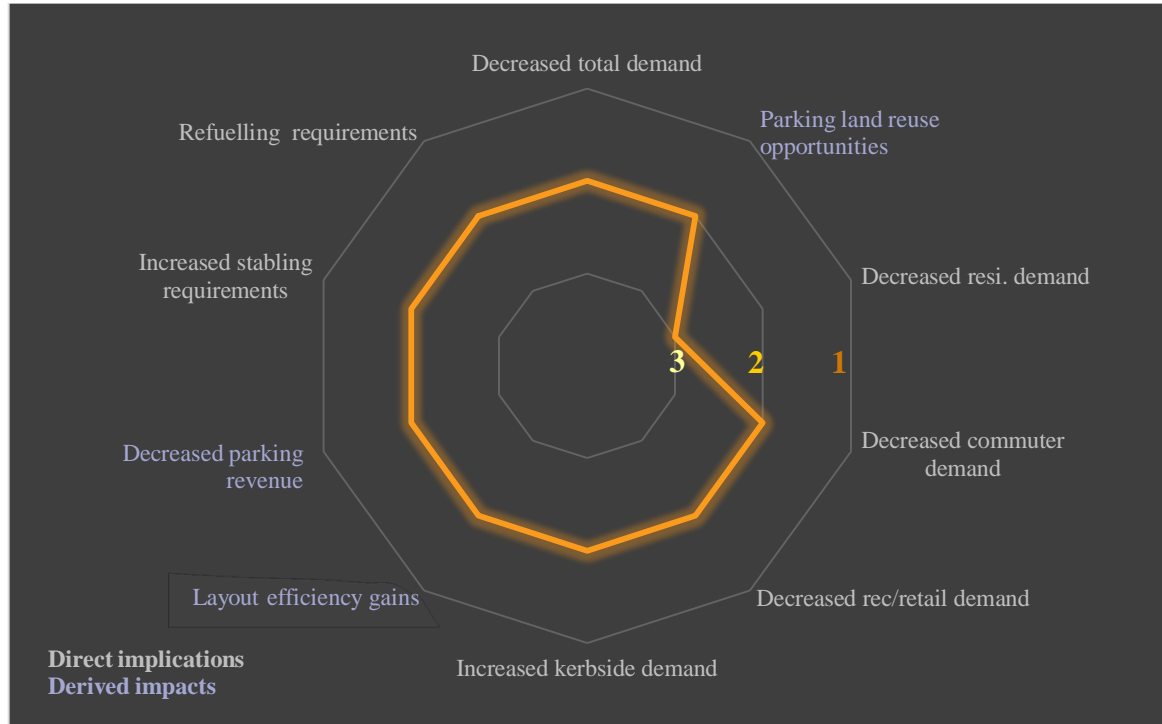 Decreased total demand
Parking land reuse
opportunities
Refuelling requirements
Increased stabling
requirements
Decreased resi. demand
3 2 1
Decreased commuter
demand
Decreased parking
revenue
Layout efficiency gains
Decreased rec/retail demand
Increased kerbside demand
Direct implications
Derived impacts